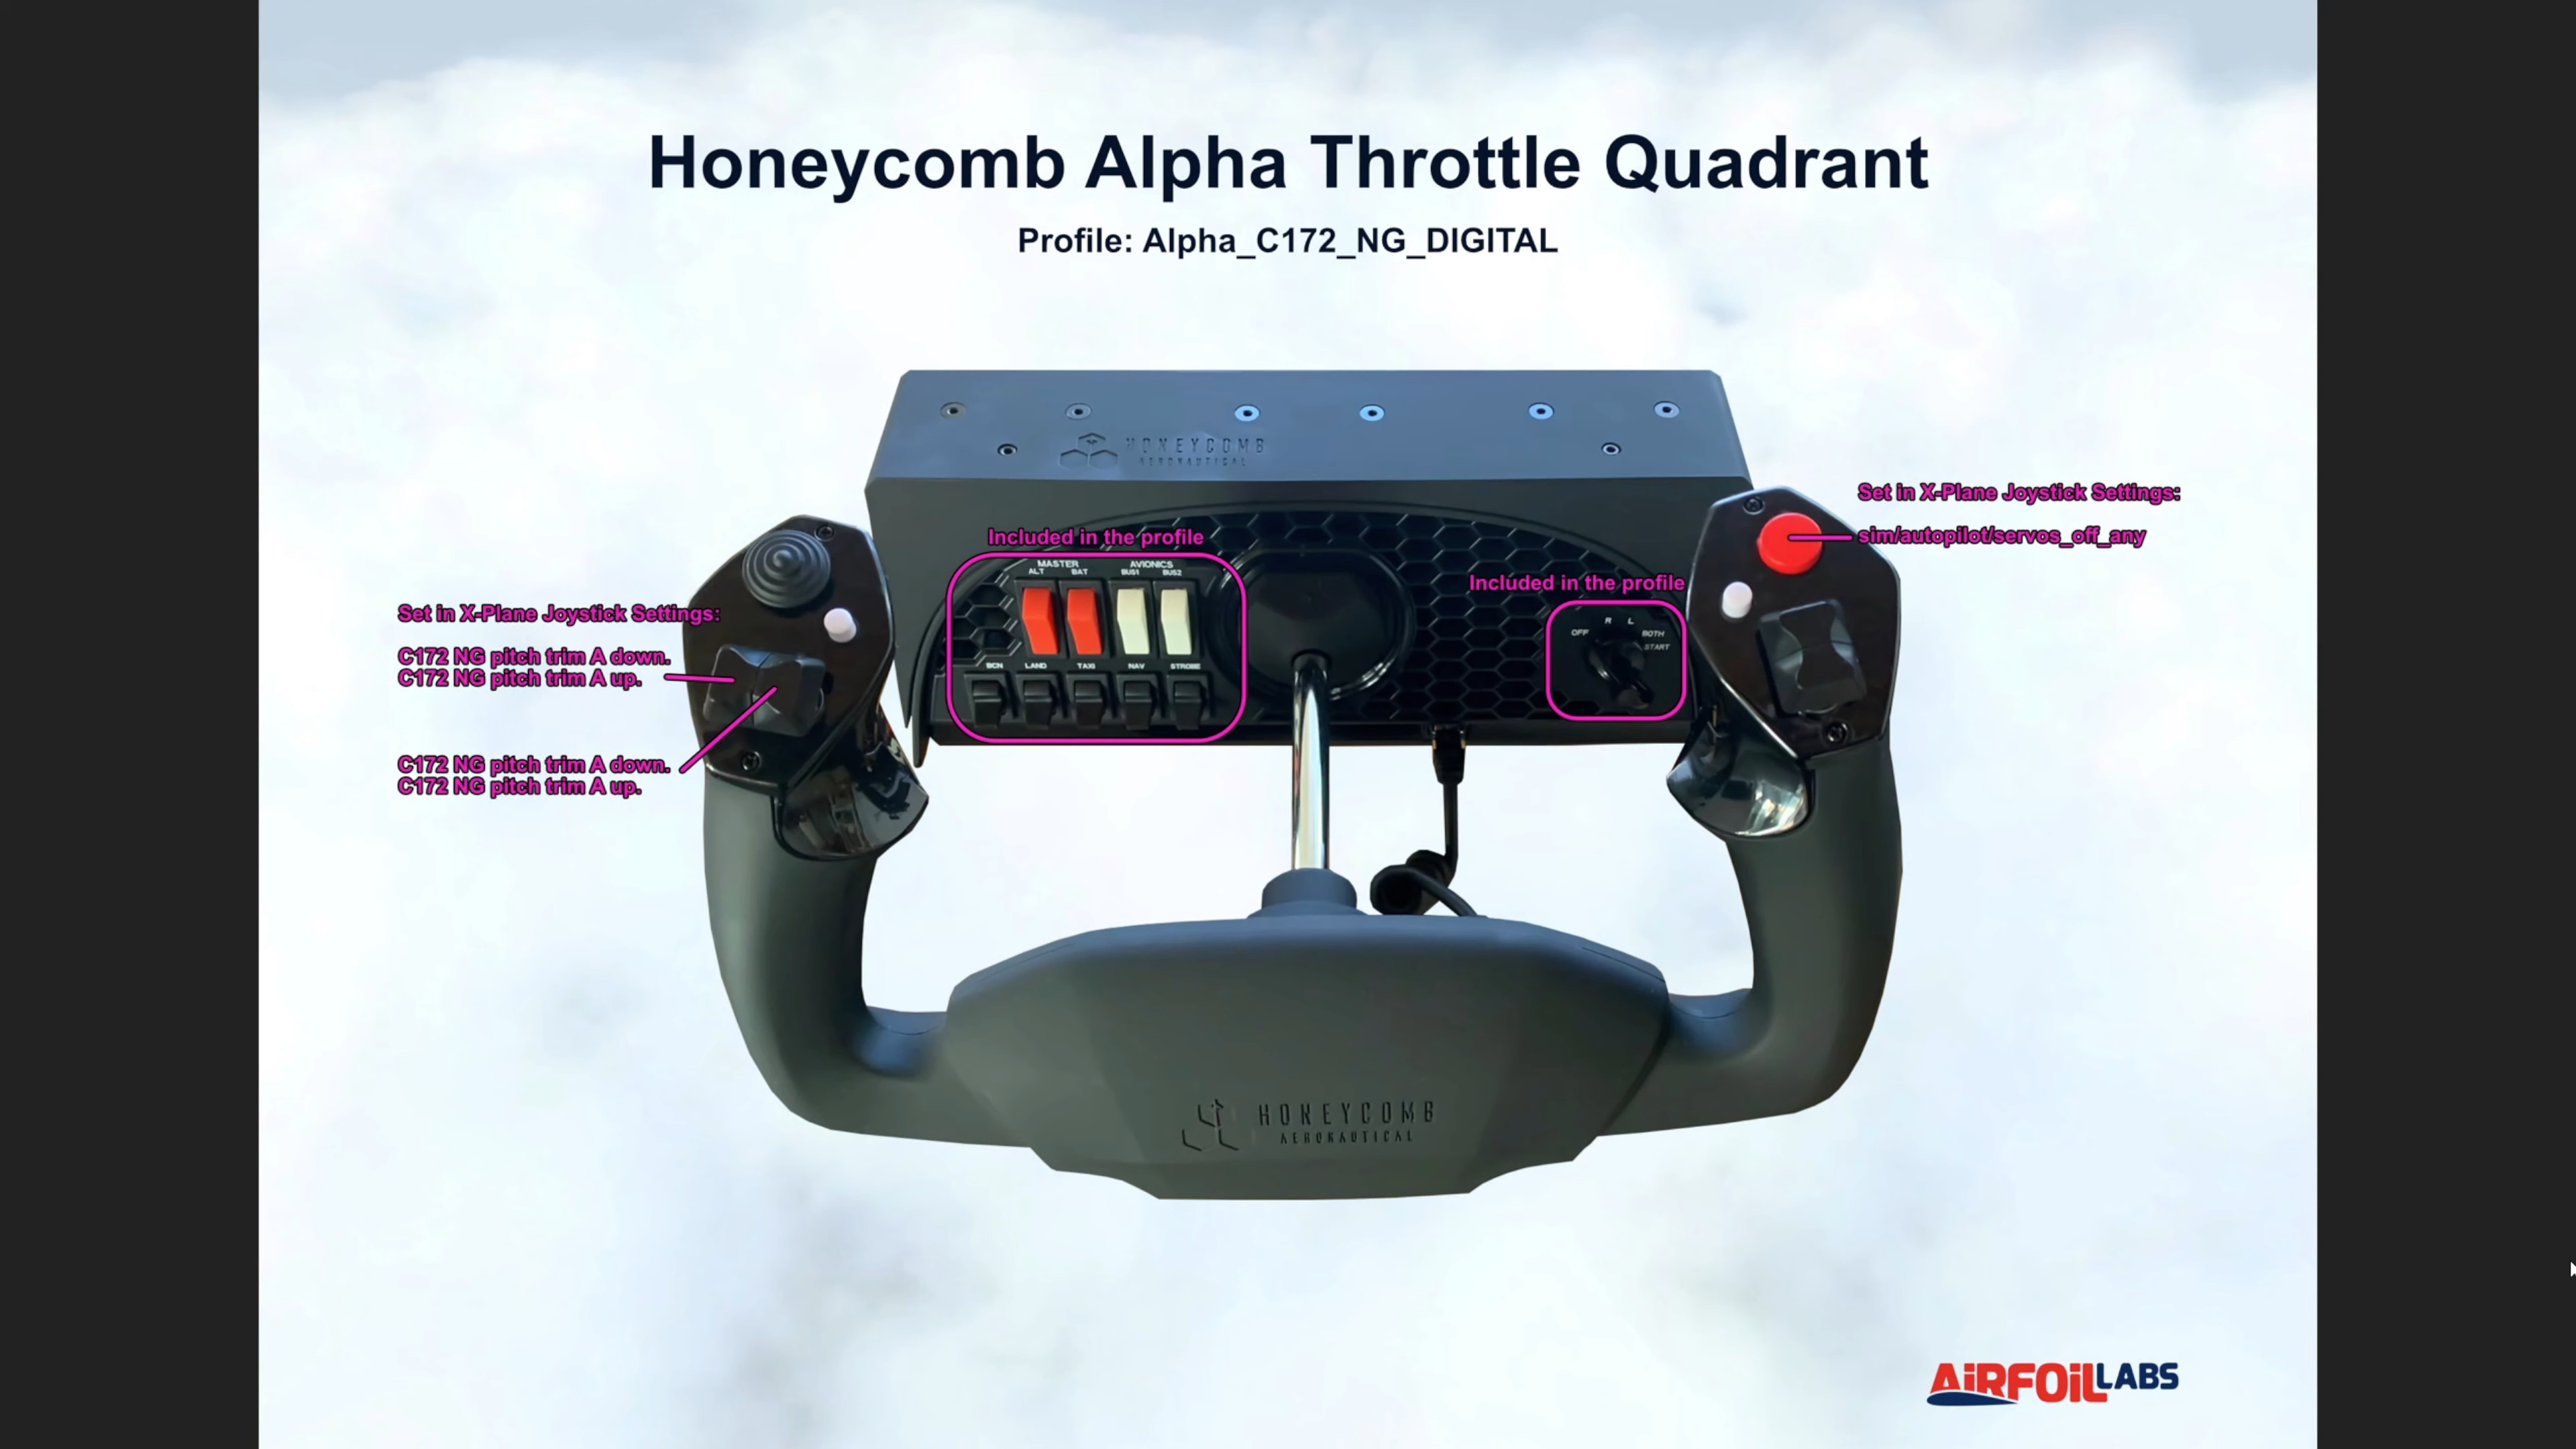 Honeycomb Alpha Throttle Quadrant
Profile: Alpha_C172_NG_DIGITAL
HONEYCOMB
AERONAUTICAL
Set in X-Plane Joystick Settings:
sim/autopilot/servos_off_any
Included in the profile
MASTER AVIONICS
ALT BAT BUS1 BUS2
BCN LAND TAXI NAV STROBE
Included in the profile
OFF R L BOTH
START
Set in X-Plane Joystick Settings:
C172 NG pitch trim A down.
C172 NG pitch trim A up.
C172 NG pitch trim A down.
C172 NG pitch trim A up.
HONEYCOMB
AERONAUTICAL
AIRFOILLABS